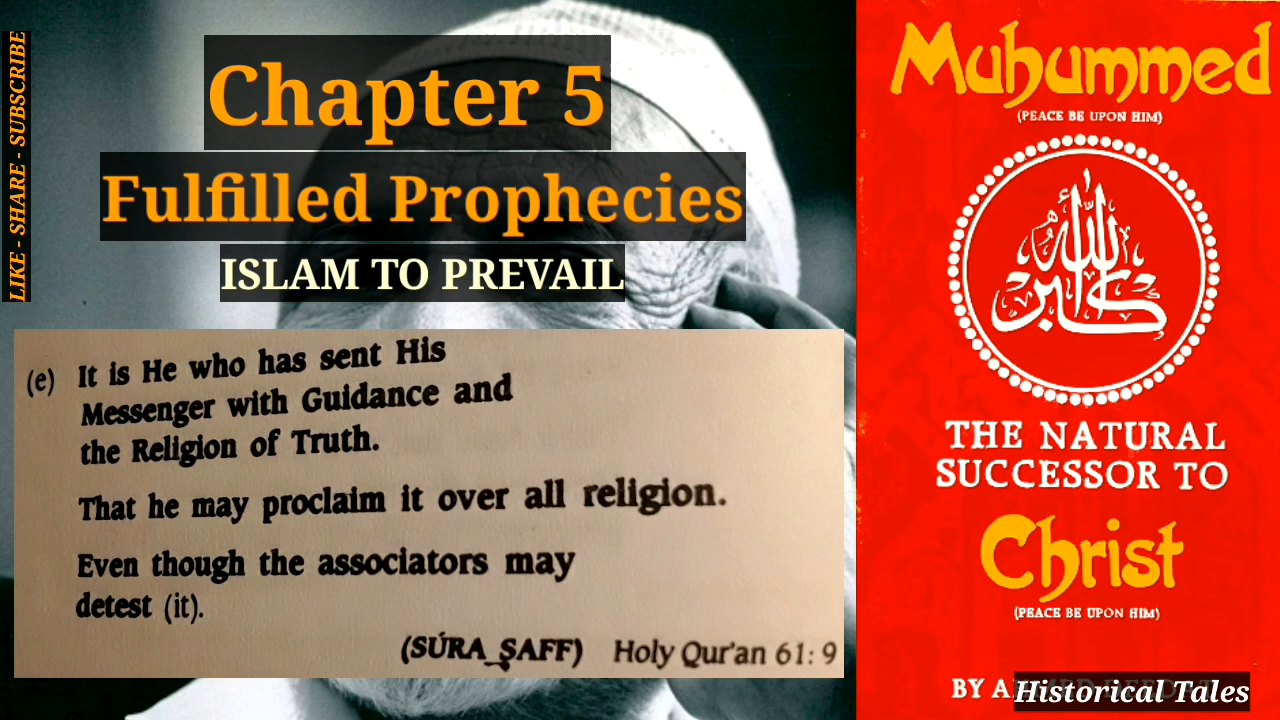 LIKE - SHARE - SUBSCRIBE
Chapter 5
Fulfilled Prophecies
ISLAM TO PREVAIL
(e) It is He who has sent His
Messenger with Guidance and
the Religion of Truth.
That he may proclaim it over all religion.
Even though the associators may
detest (it).
(SÚRA ṢAFF) Holy Qur'an 61: 9
Muhummed
(PEACE BE UPON HIM)
الله اكبر
THE NATURAL
SUCCESSOR TO
Christ
(PEACE BE UPON HIM)
BY
Historical Tales